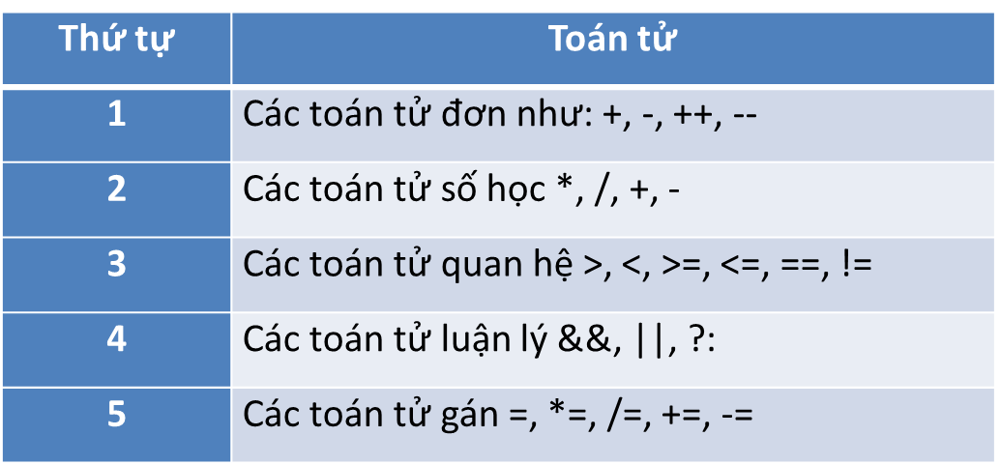 Thứ tự Toán tử
1 Các toán tử đơn như: +, -, ++, --
2 Các toán tử số học *, /, +, -
3 Các toán tử quan hệ >, <, >=, <=, ==, !=
4 Các toán tử luận lý &&, ||, ?:
5 Các toán tử gán =, *=, /=, +=, -=